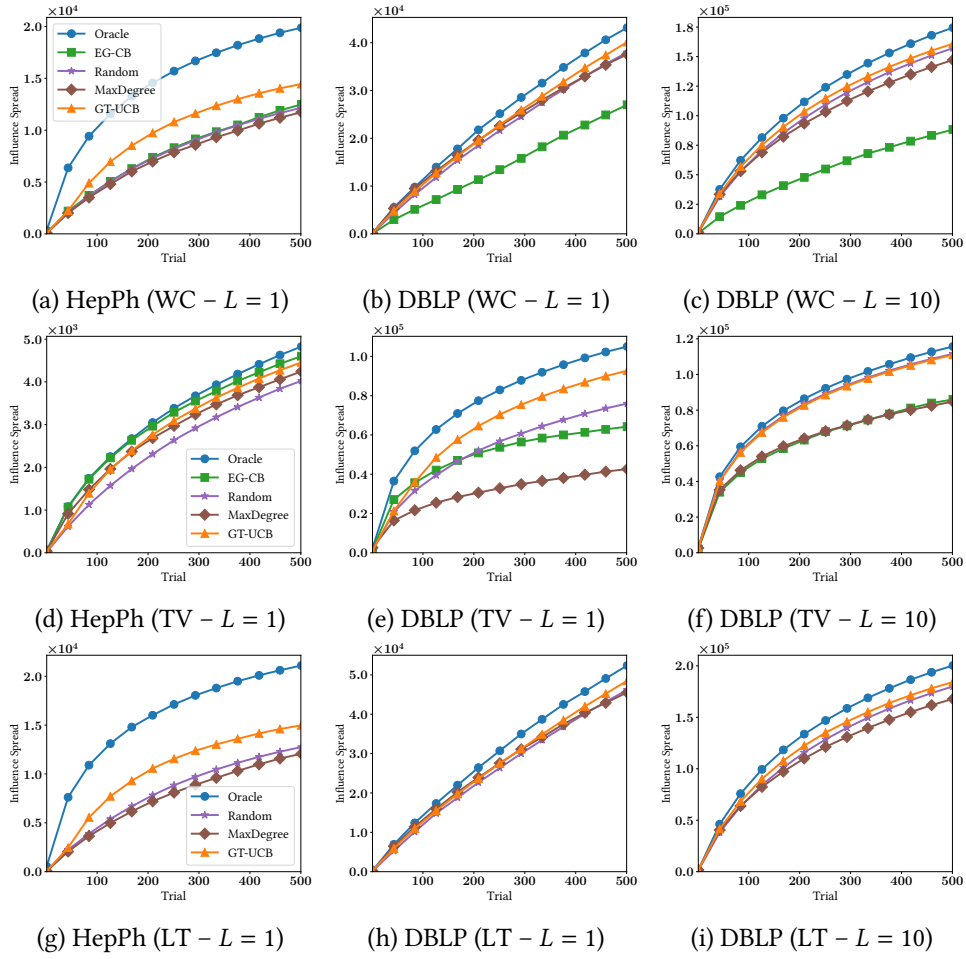 ×10⁴
2.0
1.5
1.0
0.5
0.0
Influence Spread
100 200 300 400 500
Trial
Oracle
EG-CB
Random
MaxDegree
GT-UCB
(a) HepPh (WC – L = 1)
×10⁴
4.0
3.0
2.0
1.0
0.0
Influence Spread
100 200 300 400 500
Trial
(b) DBLP (WC – L = 1)
×10⁵
1.8
1.5
1.2
1.0
0.8
0.5
0.2
0.0
Influence Spread
100 200 300 400 500
Trial
(c) DBLP (WC – L = 10)
×10³
5.0
4.0
3.0
2.0
1.0
0.0
Influence Spread
100 200 300 400 500
Trial
Oracle
EG-CB
Random
MaxDegree
GT-UCB
(d) HepPh (TV – L = 1)
×10⁵
1.0
0.8
0.6
0.4
0.2
0.0
Influence Spread
100 200 300 400 500
Trial
(e) DBLP (TV – L = 1)
×10⁵
1.2
1.0
0.8
0.6
0.4
0.2
0.0
Influence Spread
100 200 300 400 500
Trial
(f) DBLP (TV – L = 10)
×10⁴
2.0
1.5
1.0
0.5
0.0
Influence Spread
100 200 300 400 500
Trial
Oracle
Random
MaxDegree
GT-UCB
(g) HepPh (LT – L = 1)
×10⁴
5.0
4.0
3.0
2.0
1.0
0.0
Influence Spread
100 200 300 400 500
Trial
(h) DBLP (LT – L = 1)
×10⁵
2.0
1.5
1.0
0.5
0.0
Influence Spread
100 200 300 400 500
Trial
(i) DBLP (LT – L = 10)